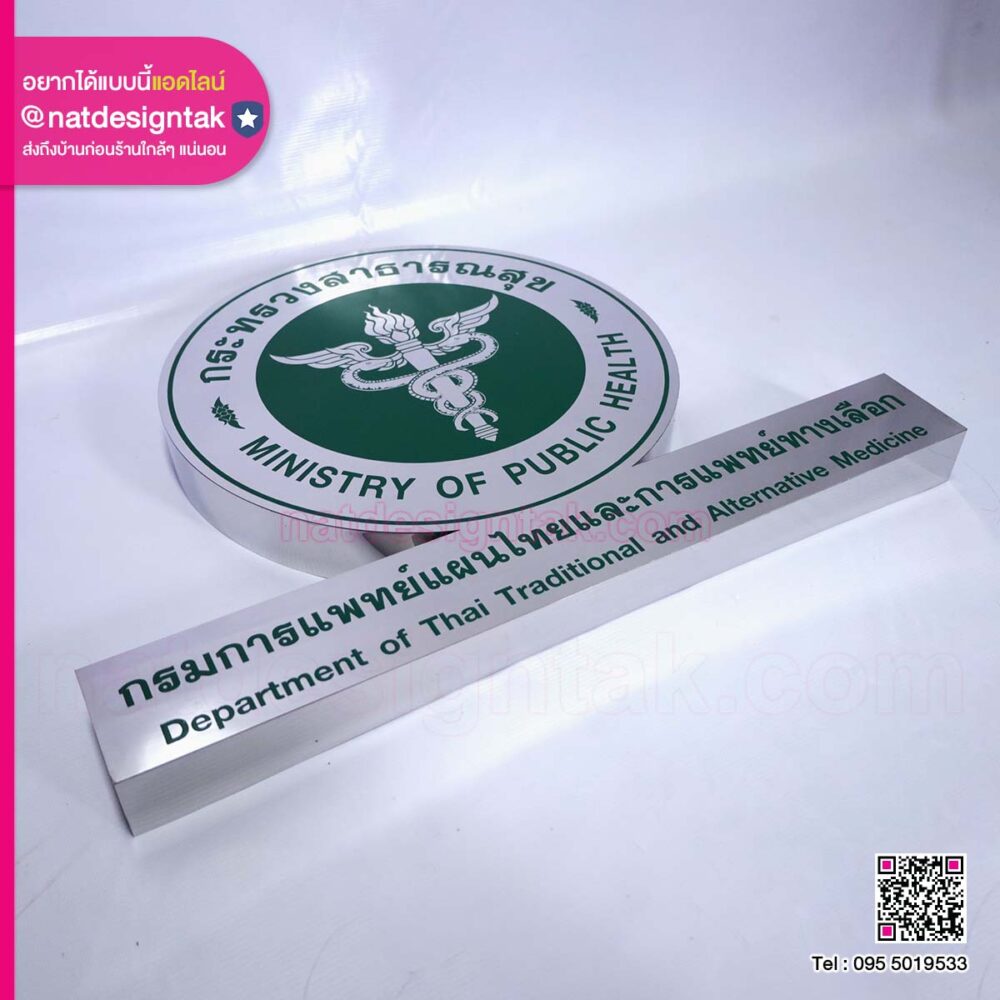 อยากได้แบบนี้แอดไลน์
@natdesigntak
ส่งถึงบ้านก่อนร้านใกล้ๆ แน่นอน
กระทรวงสาธารณสุข
MINISTRY OF PUBLIC HEALTH
natdesigntak.com
กรมการแพทย์แผนไทยและการแพทย์ทางเลือก
Department of Thai Traditional and Alternative Medicine
natdesigntak.com
Tel : 095 5019533